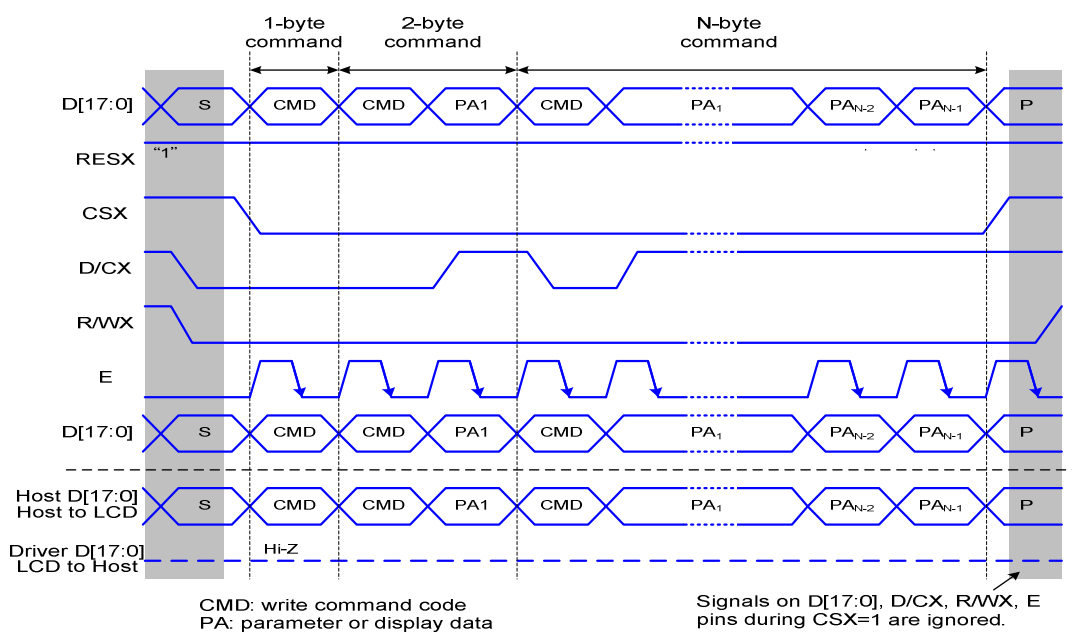 1-byte command
2-byte command
N-byte command
D[17:0] S CMD CMD PA1 CMD PA1 PAN-2 PAN-1 P
RESX "1"
CSX
D/CX
R/WX
E
D[17:0] S CMD CMD PA1 CMD PA1 PAN-2 PAN-1 P
Host D[17:0]
Host to LCD
S CMD CMD PA1 CMD PA1 PAN-2 PAN-1 P
Driver D[17:0]
LCD to Host
Hi-Z
CMD: write command code
PA: parameter or display data
Signals on D[17:0], D/CX, R/WX, E
pins during CSX=1 are ignored.